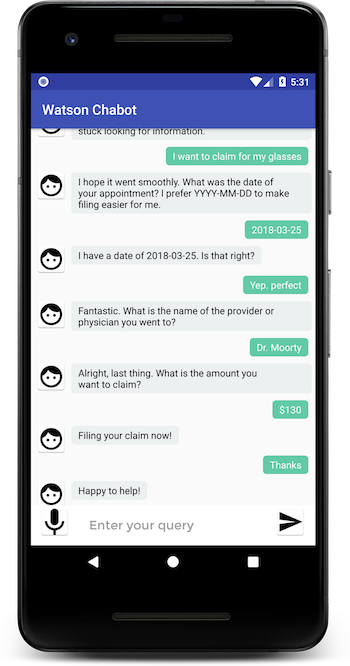 5:31
Watson Chabot
stuck looking for information.
I want to claim for my glasses
I hope it went smoothly. What was the date of
your appointment? I prefer YYYY-MM-DD to make
filing easier for me.
2018-03-25
I have a date of 2018-03-25. Is that right?
Yep. perfect
Fantastic. What is the name of the provider or
physician you went to?
Dr. Moorty
Alright, last thing. What is the amount you
want to claim?
$130
Filing your claim now!
Thanks
Happy to help!
Enter your query